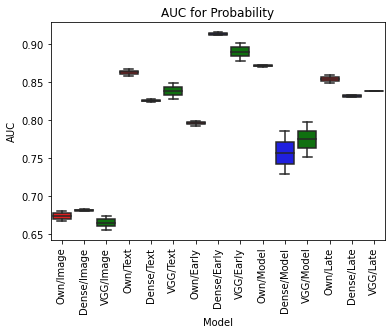 AUC for Probability
AUC
0.90
0.85
0.80
0.75
0.70
0.65
Own/Image
Dense/Image
VGG/Image
Own/Text
Dense/Text
VGG/Text
Own/Early
Dense/Early
VGG/Early
Own/Model
Dense/Model
VGG/Model
Own/Late
Dense/Late
VGG/Late
Model